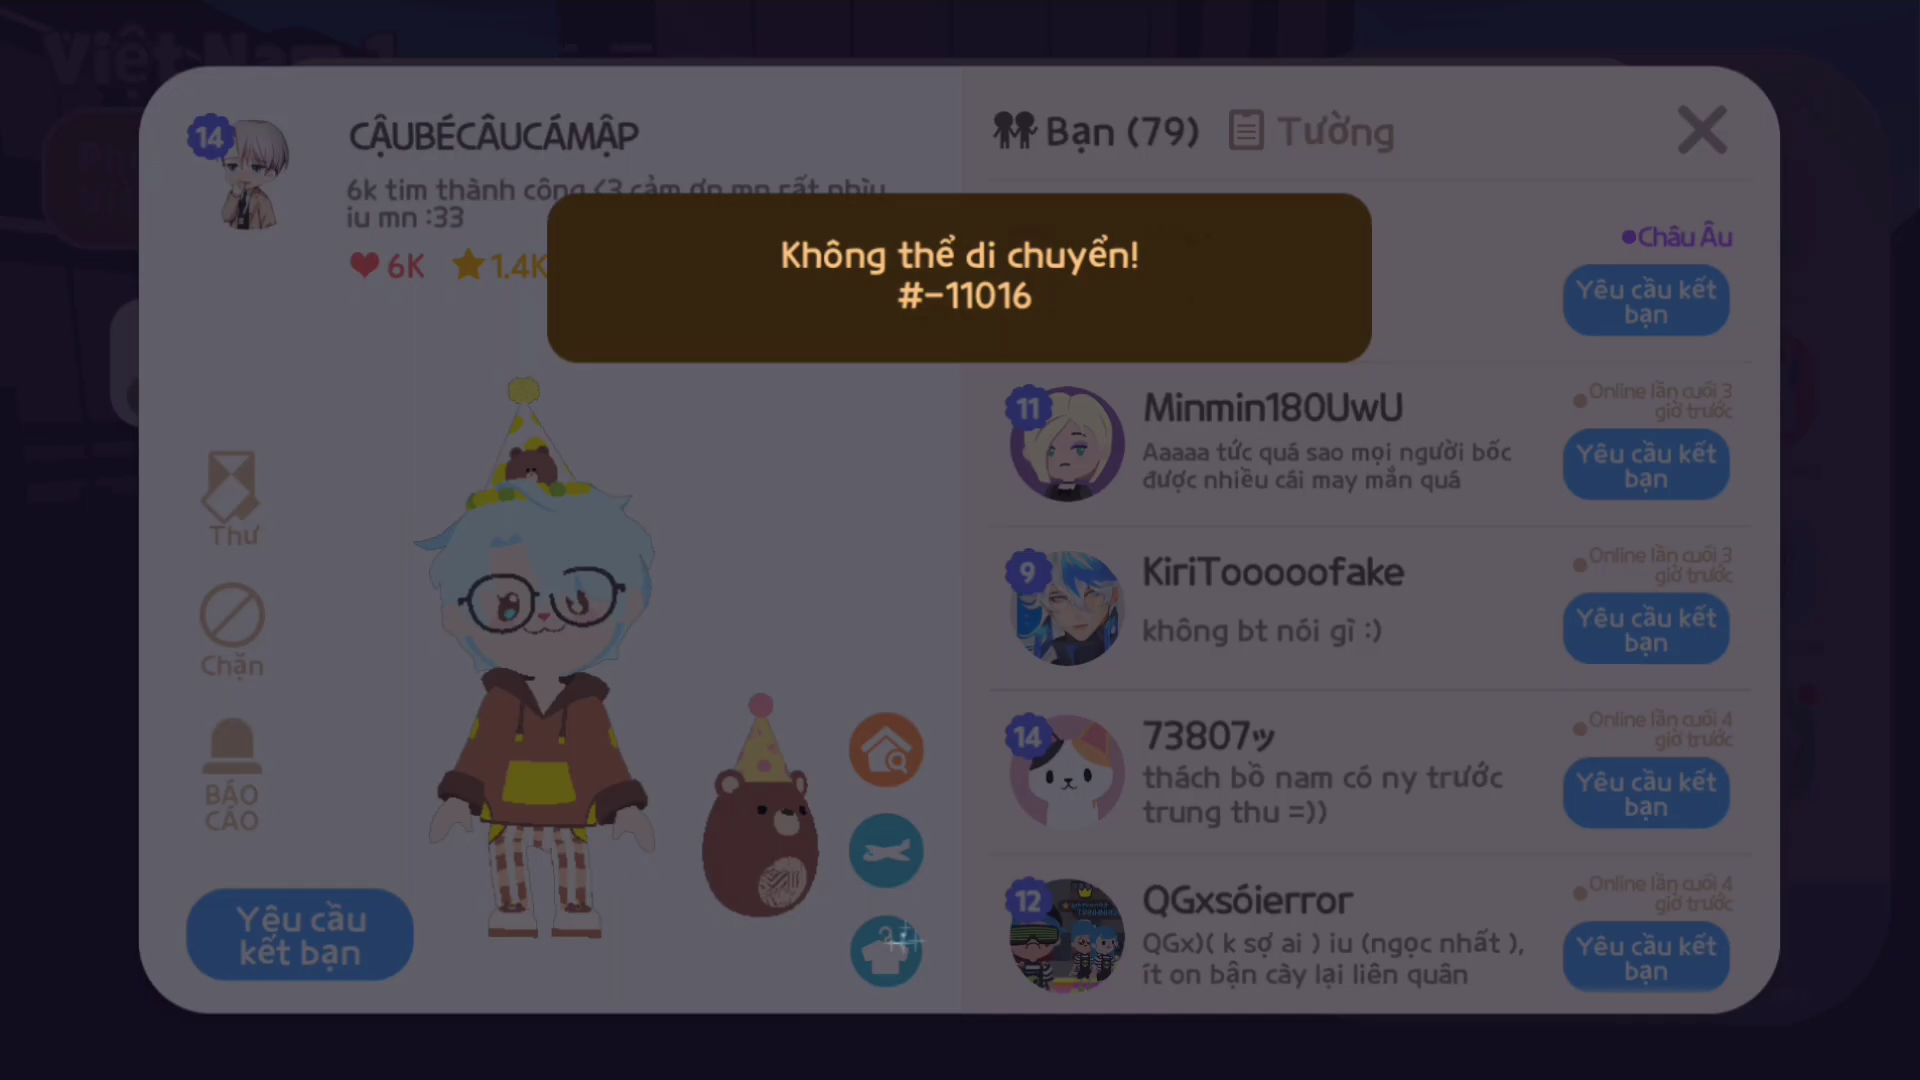 Việt Nam 1
14
CẬUBÉCÂUCÁMẬP
6k tim thành công <3 cảm ơn mn rất nhìu
iu mn :33
6K
1.4K
Thư
Chặn
BÁO
CÁO
Yêu cầu
kết bạn
Không thể di chuyển!
#-11016
Bạn (79)
Tường
Châu Âu
Yêu cầu kết
bạn
11
Minmin180UwU
Aaaaa tức quá sao mọi người bốc
được nhiều cái may mắn quá
Online lần cuối 3
giờ trước
Yêu cầu kết
bạn
9
KiriTooooofake
không bt nói gì :)
Online lần cuối 3
giờ trước
Yêu cầu kết
bạn
14
73807ッ
thách bồ nam có ny trước
trung thu =))
Online lần cuối 4
giờ trước
Yêu cầu kết
bạn
12
QGxsóierror
QGx)( k sợ ai ) iu (ngọc nhất ),
ít on bận cày lại liên quân
Online lần cuối 4
giờ trước
Yêu cầu kết
bạn